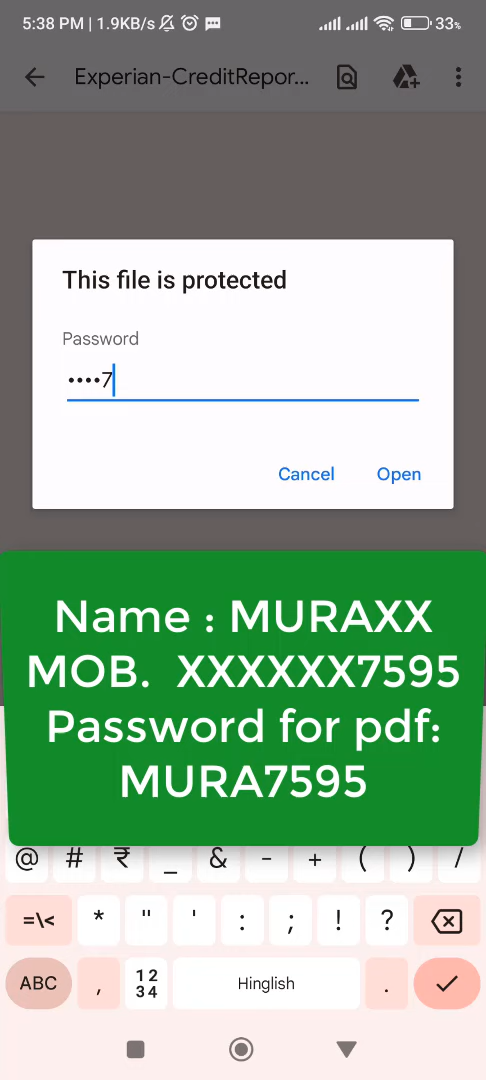 5:38 PM | 1.9KB/s 33%
Experian-CreditRepor...
This file is protected
Password
••••7
Cancel Open
Name : MURAXX
MOB. XXXXXX7595
Password for pdf:
MURA7595
@ # ₹ _ & - + ( ) /
=\< * " ' : ; ! ?
ABC , 12 34 Hinglish .